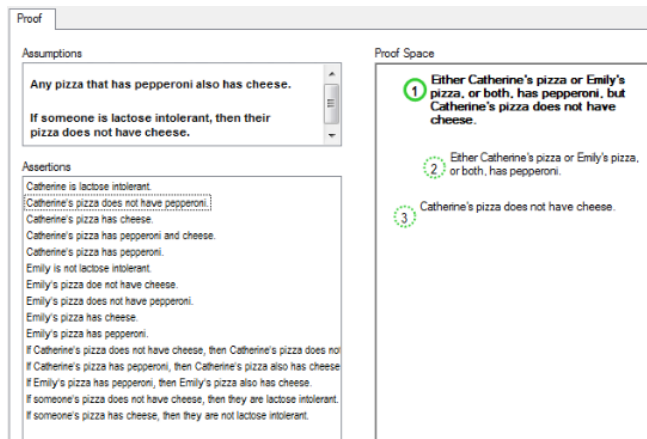 Proof
Assumptions
Any pizza that has pepperoni also has cheese.
If someone is lactose intolerant, then their
pizza does not have cheese.
Assertions
Catherine is lactose intolerant.
Catherine's pizza does not have pepperoni.
Catherine's pizza has cheese.
Catherine's pizza has pepperoni and cheese.
Catherine's pizza has pepperoni.
Emily is not lactose intolerant.
Emily's pizza doe not have cheese.
Emily's pizza does not have pepperoni.
Emily's pizza has cheese.
Emily's pizza has pepperoni.
If Catherine's pizza does not have cheese, then Catherine's pizza does not
If Catherine's pizza has pepperoni, then Catherine's pizza also has cheese
If Emily's pizza has pepperoni, then Emily's pizza also has cheese.
If someone's pizza does not have cheese, then they are lactose intolerant.
If someone's pizza has cheese, then they are not lactose intolerant.
Proof Space
1
Either Catherine's pizza or Emily's
pizza, or both, has pepperoni, but
Catherine's pizza does not have
cheese.
2
Either Catherine's pizza or Emily's pizza,
or both, has pepperoni.
3
Catherine's pizza does not have cheese.